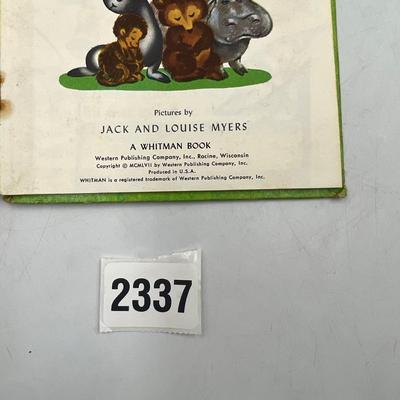 Pictures by
JACK AND LOUISE MYERS
A WHITMAN BOOK
Western Publishing Company, Inc., Racine, Wisconsin
Copyright © MCMLVII by Western Publishing Company, Inc.
Produced in U.S.A.
WHITMAN is a registered trademark of Western Publishing Company, Inc.
2337